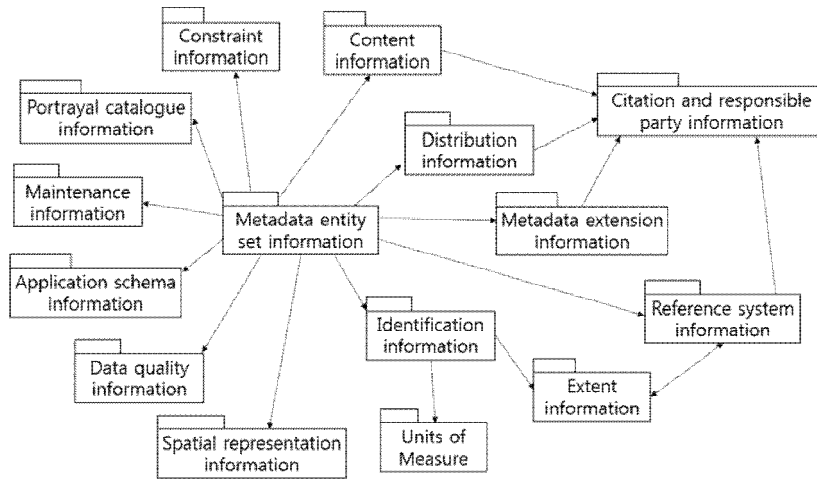 Constraint
information
Content
information
Citation and responsible
party information
Portrayal catalogue
information
Distribution
information
Maintenance
information
Metadata entity
set information
Metadata extension
information
Application schema
information
Reference system
information
Identification
information
Data quality
information
Extent
information
Spatial representation
information
Units of
Measure